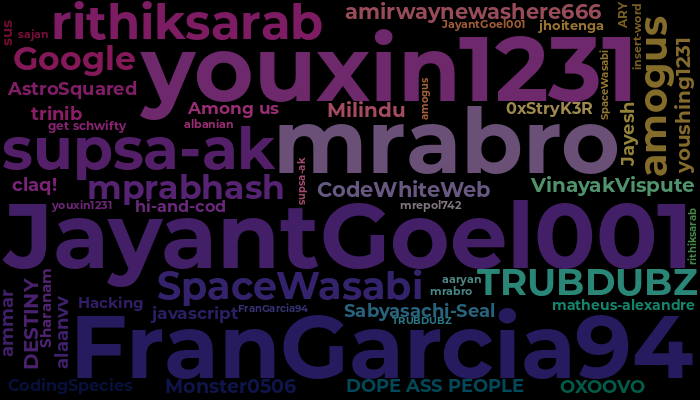 sus
sajan
rithiksarab
amirwaynewashere666
JayantGoel001
jhoitenga
ARY
insert-word
amogus
Google
youxin1231
SpaceWasabi
youshing1231
AstroSquared
Among us
Milindu
amogus
0xStryK3R
Jayesh
trinib
get schwifty
albanian
supsa-ak
mrabro
claq!
mprabhash
supsa-ak
CodeWhiteWeb
VinayakVispute
youxin1231
hi-and-cod
mrepol742
JayantGoel001
rithiksarab
ammar
DESTINY
Sharanam
alaanvv
SpaceWasabi
aaryan
mrabro
TRUBDUBZ
Hacking
javascript
FranGarcia94
Sabyasachi-Seal
TRUBDUBZ
matheus-alexandre
FranGarcia94
CodingSpecies
Monster0506
DOPE ASS PEOPLE
OXOOVO